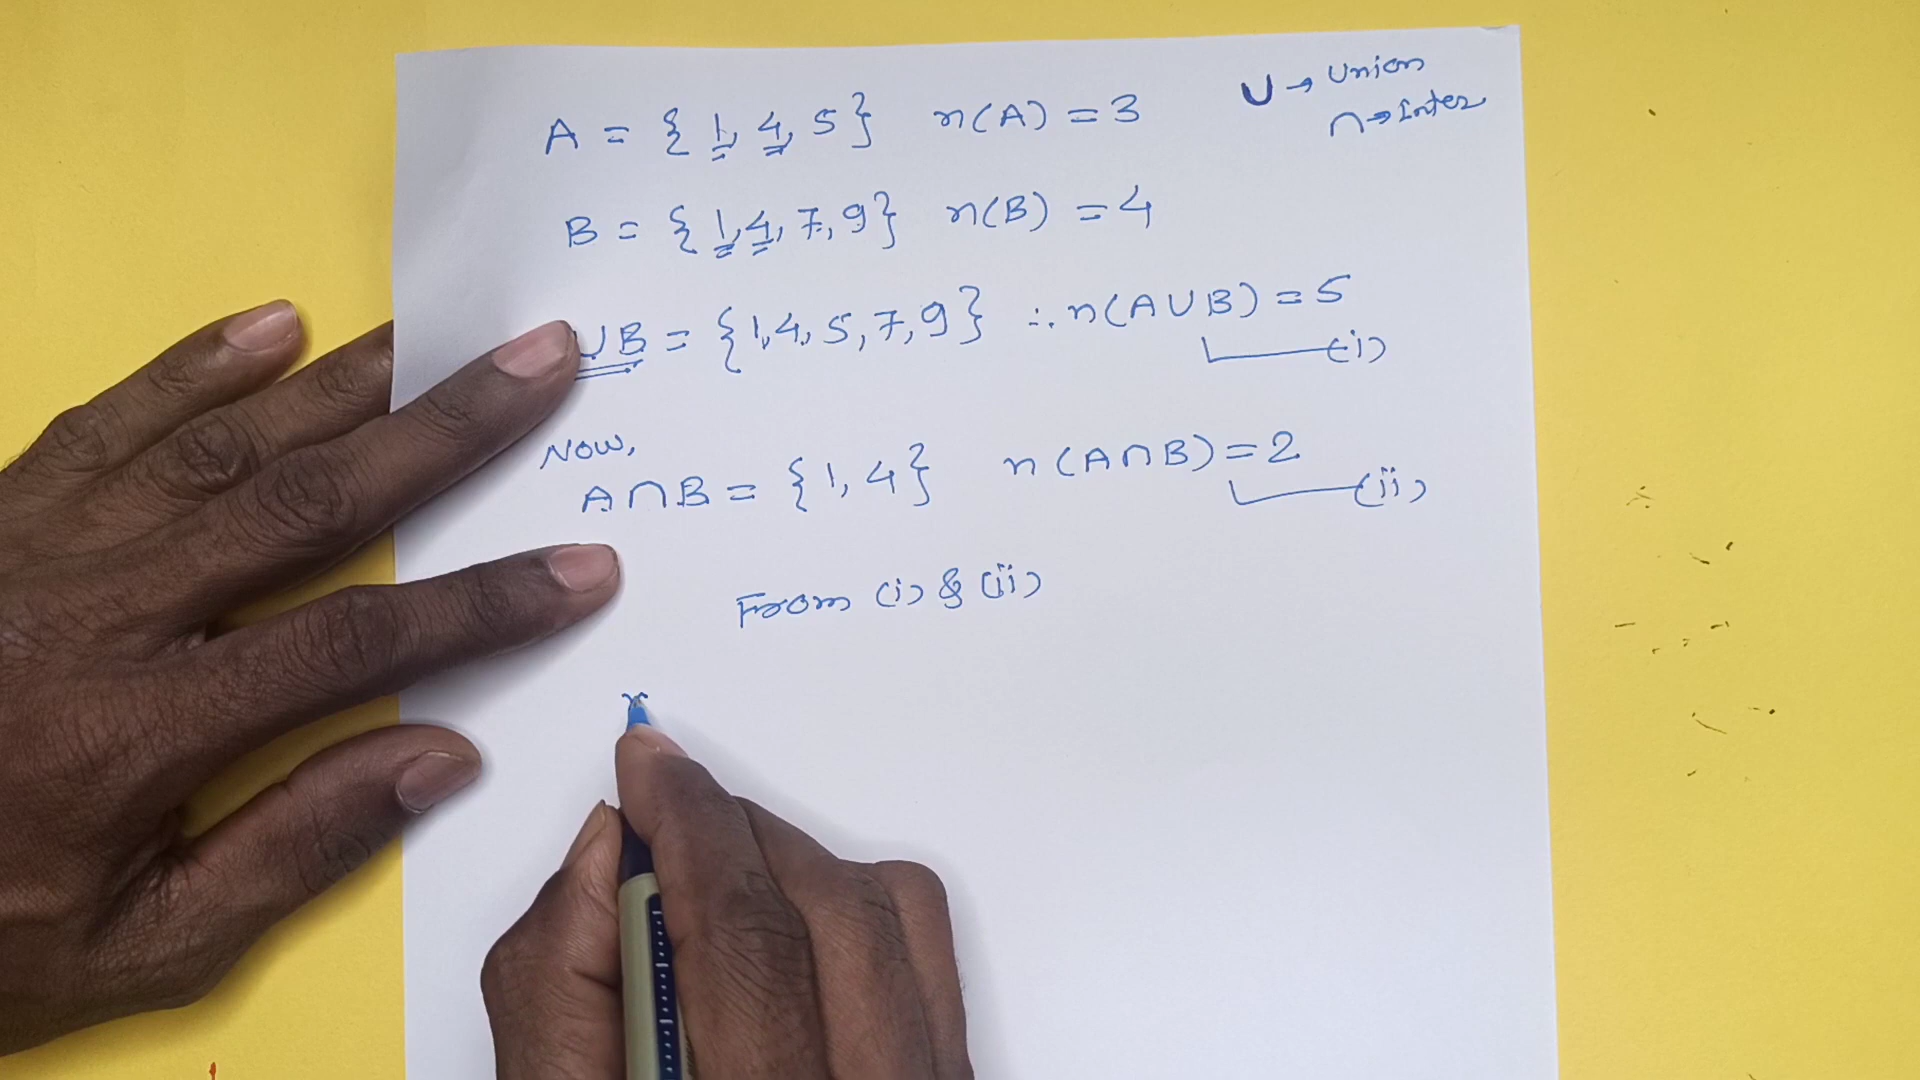 A = {1, 4, 5} n(A) = 3
∪ → Union
∩ → Inter
B = {1, 4, 7, 9} n(B) = 4
∪B = {1, 4, 5, 7, 9} ∴ n(A∪B) = 5
(i)
Now,
A∩B = {1, 4} n(A∩B) = 2
(ii)
From (i) & (ii)
n